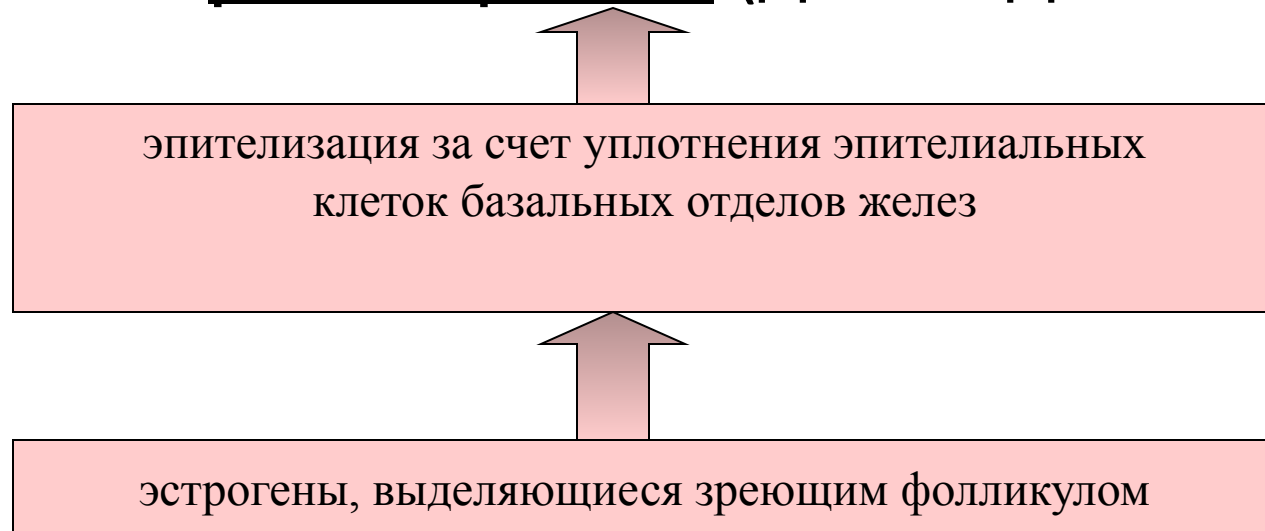 эпителизация за счет уплотнения эпителиальных
клеток базальных отделов желез
эстрогены, выделяющиеся зреющим фолликулом